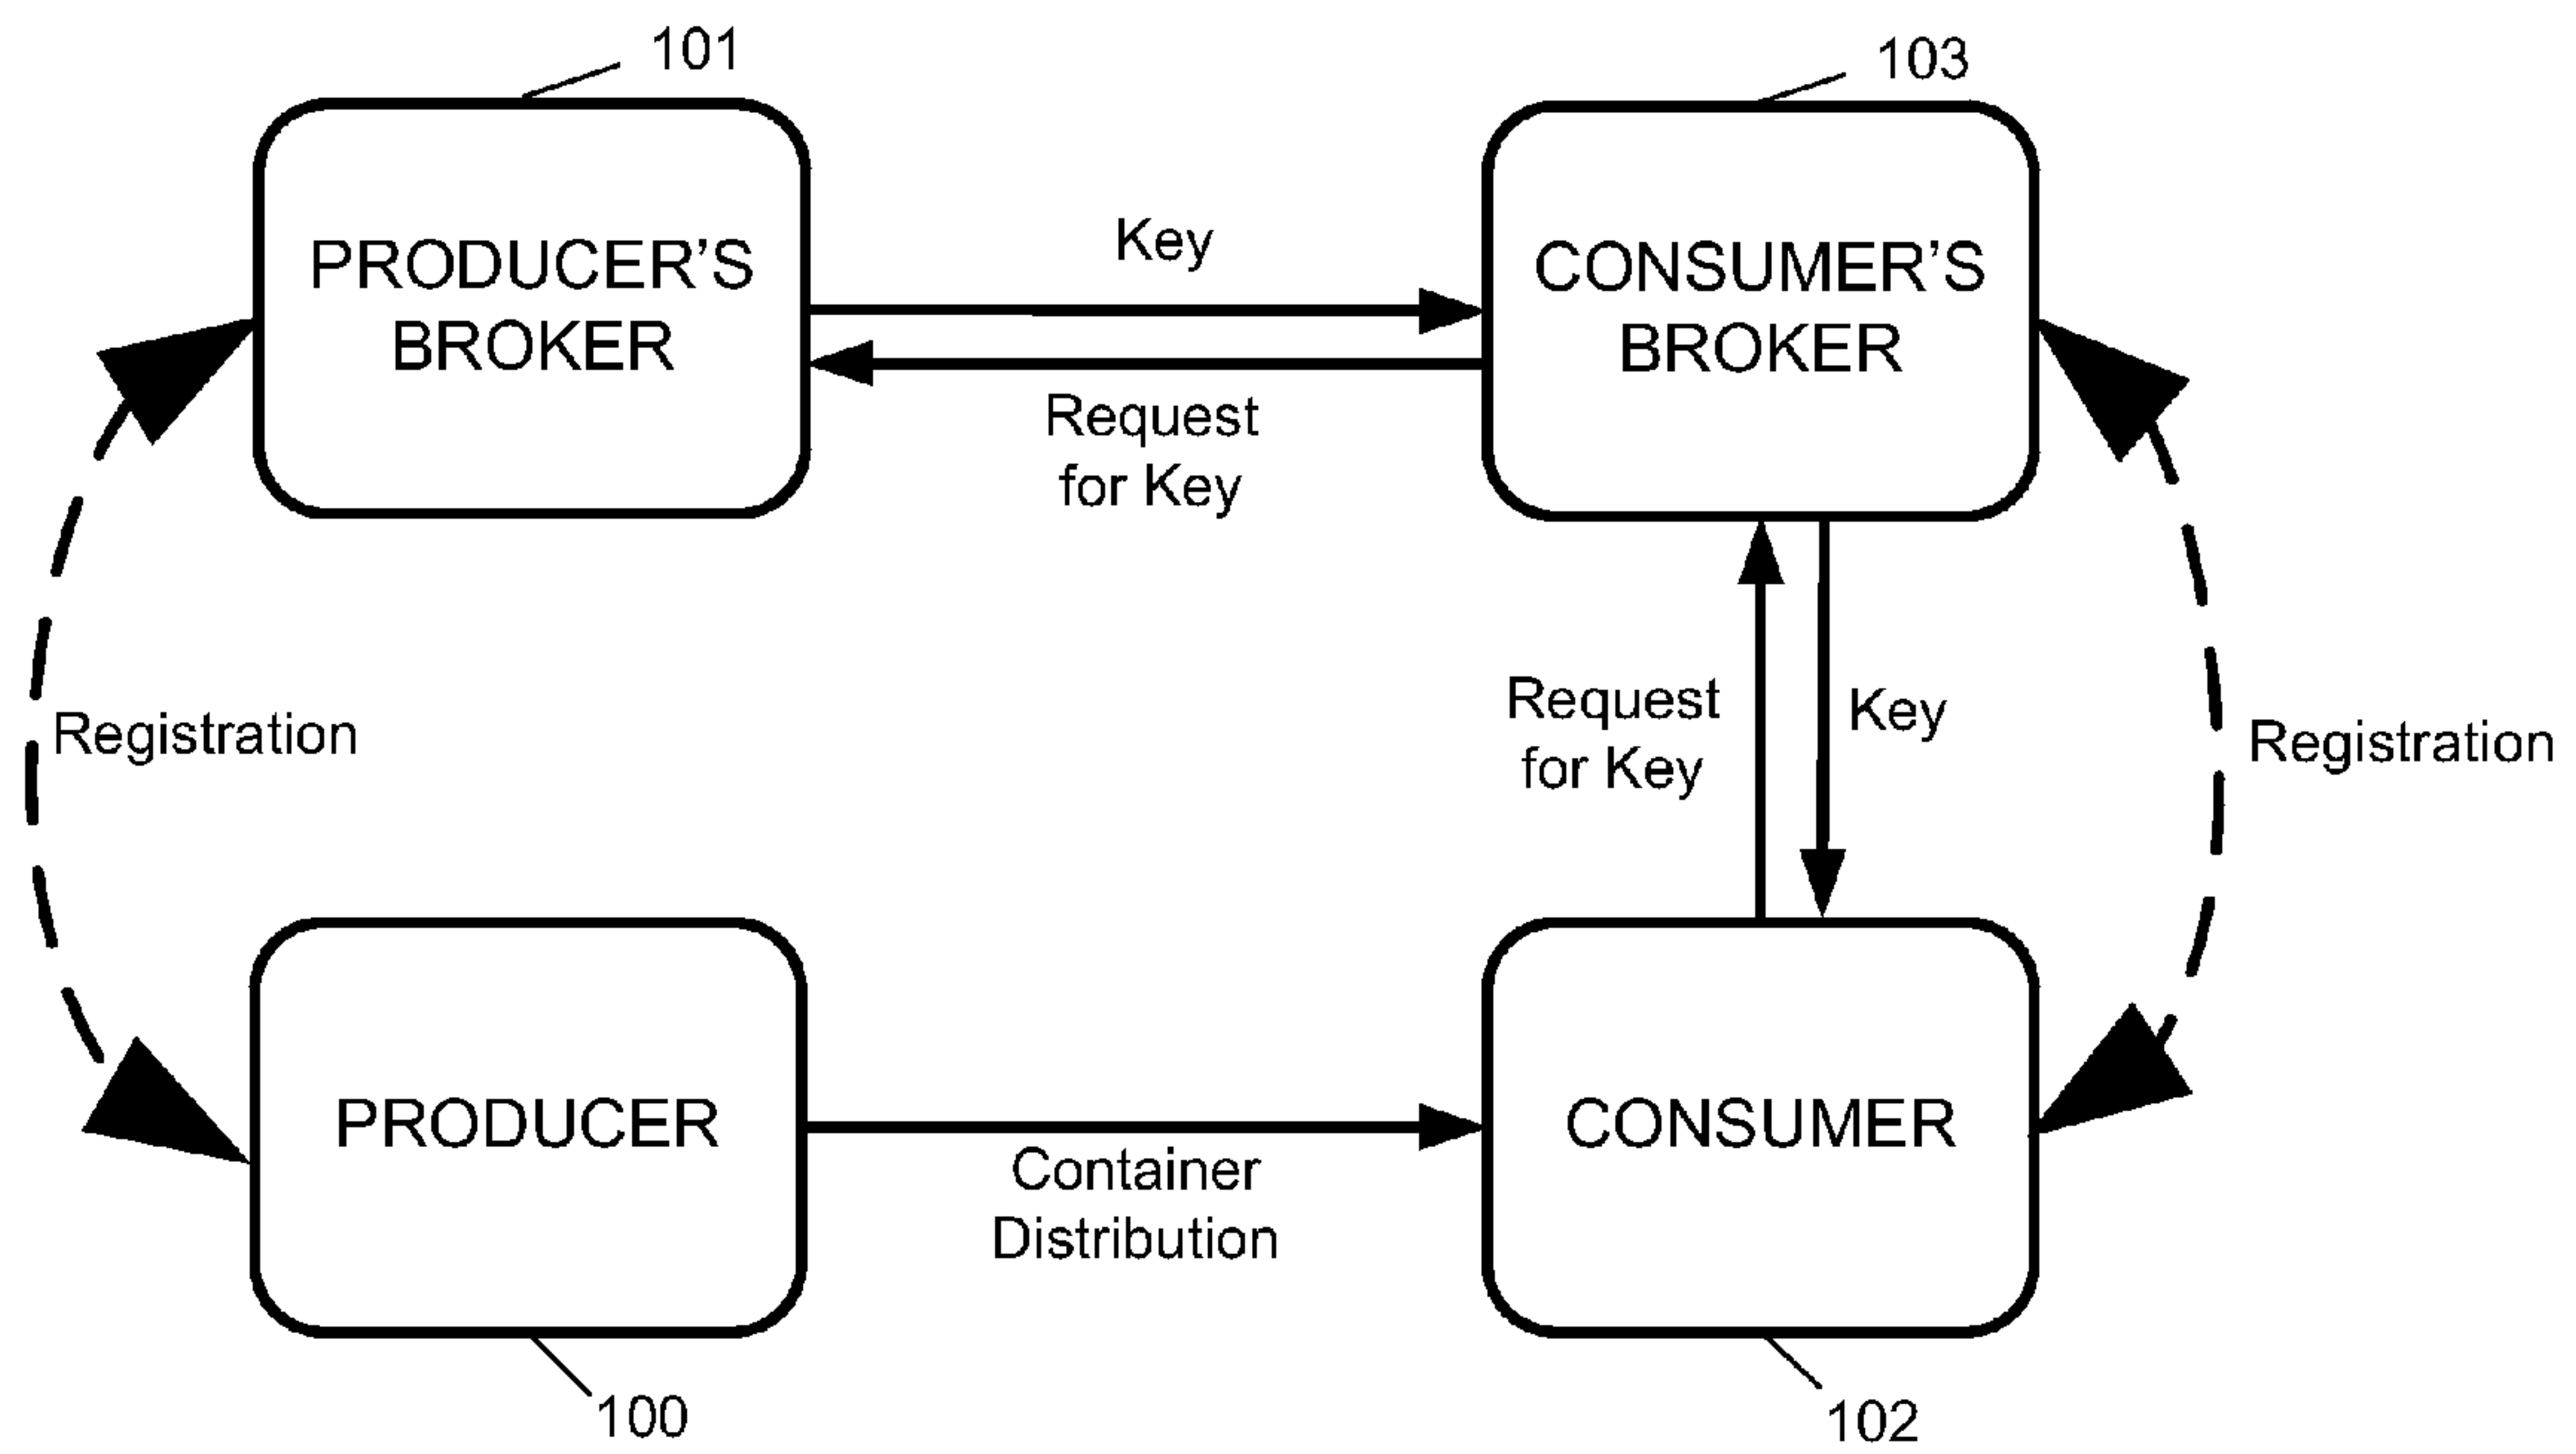 101
103
PRODUCER’S
BROKER
Key
Request
for Key
CONSUMER’S
BROKER
Registration
Request
for Key
Key
Registration
PRODUCER
Container
Distribution
CONSUMER
100
102